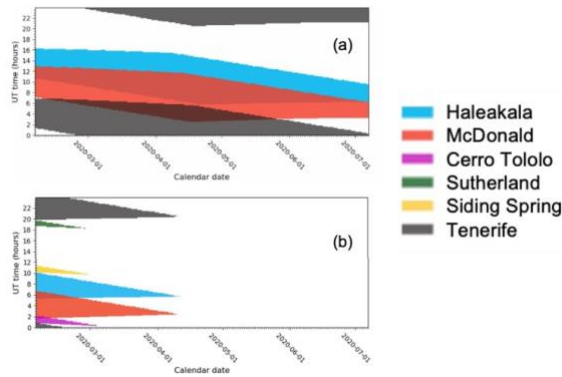 24
22
20
18
16
14
12
10
8
6
4
2
0
UT time (hours)
(a)
2020-03-01
2020-04-01
2020-05-01
2020-06-01
2020-07-01
Calendar date
Haleakala
McDonald
Cerro Tololo
Sutherland
Siding Spring
Tenerife
22
20
18
16
14
12
10
8
6
4
2
0
UT time (hours)
(b)
2020-03-01
2020-04-01
2020-05-01
2020-06-01
2020-07-01
Calendar date